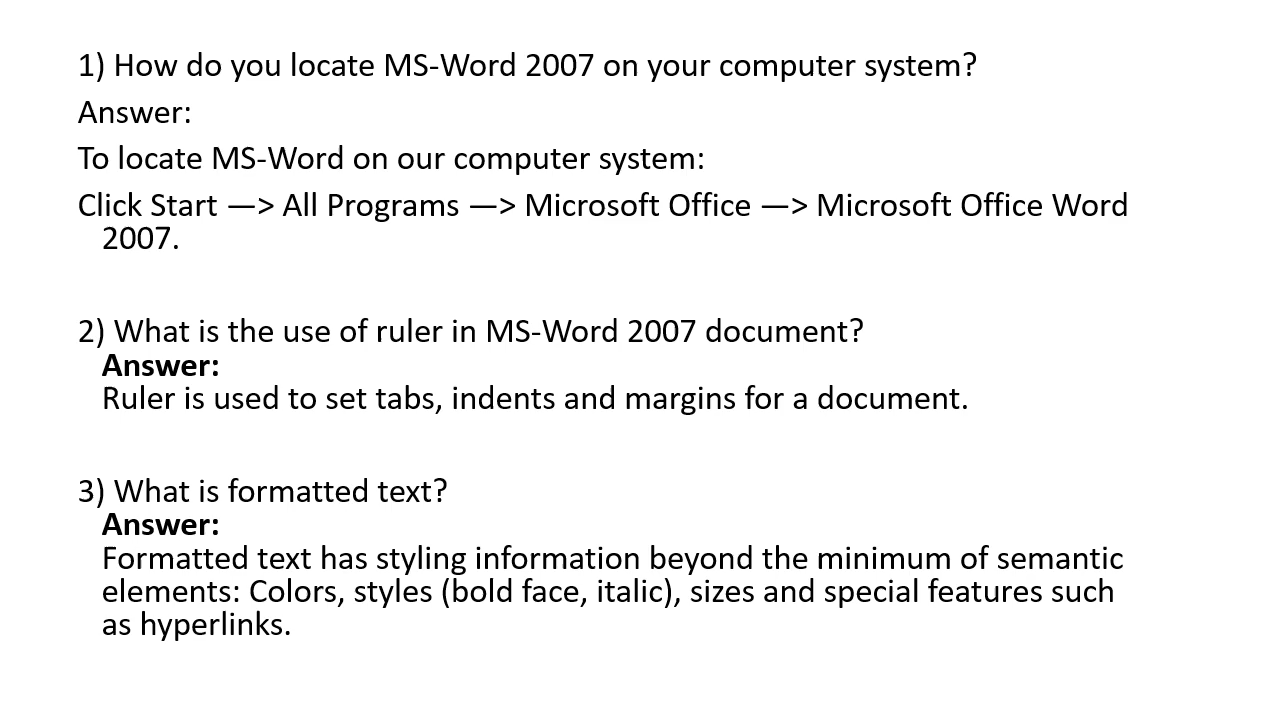 1) How do you locate MS-Word 2007 on your computer system?
Answer:
To locate MS-Word on our computer system:
Click Start —> All Programs —> Microsoft Office —> Microsoft Office Word
2007.
2) What is the use of ruler in MS-Word 2007 document?
Answer:
Ruler is used to set tabs, indents and margins for a document.
3) What is formatted text?
Answer:
Formatted text has styling information beyond the minimum of semantic
elements: Colors, styles (bold face, italic), sizes and special features such
as hyperlinks.